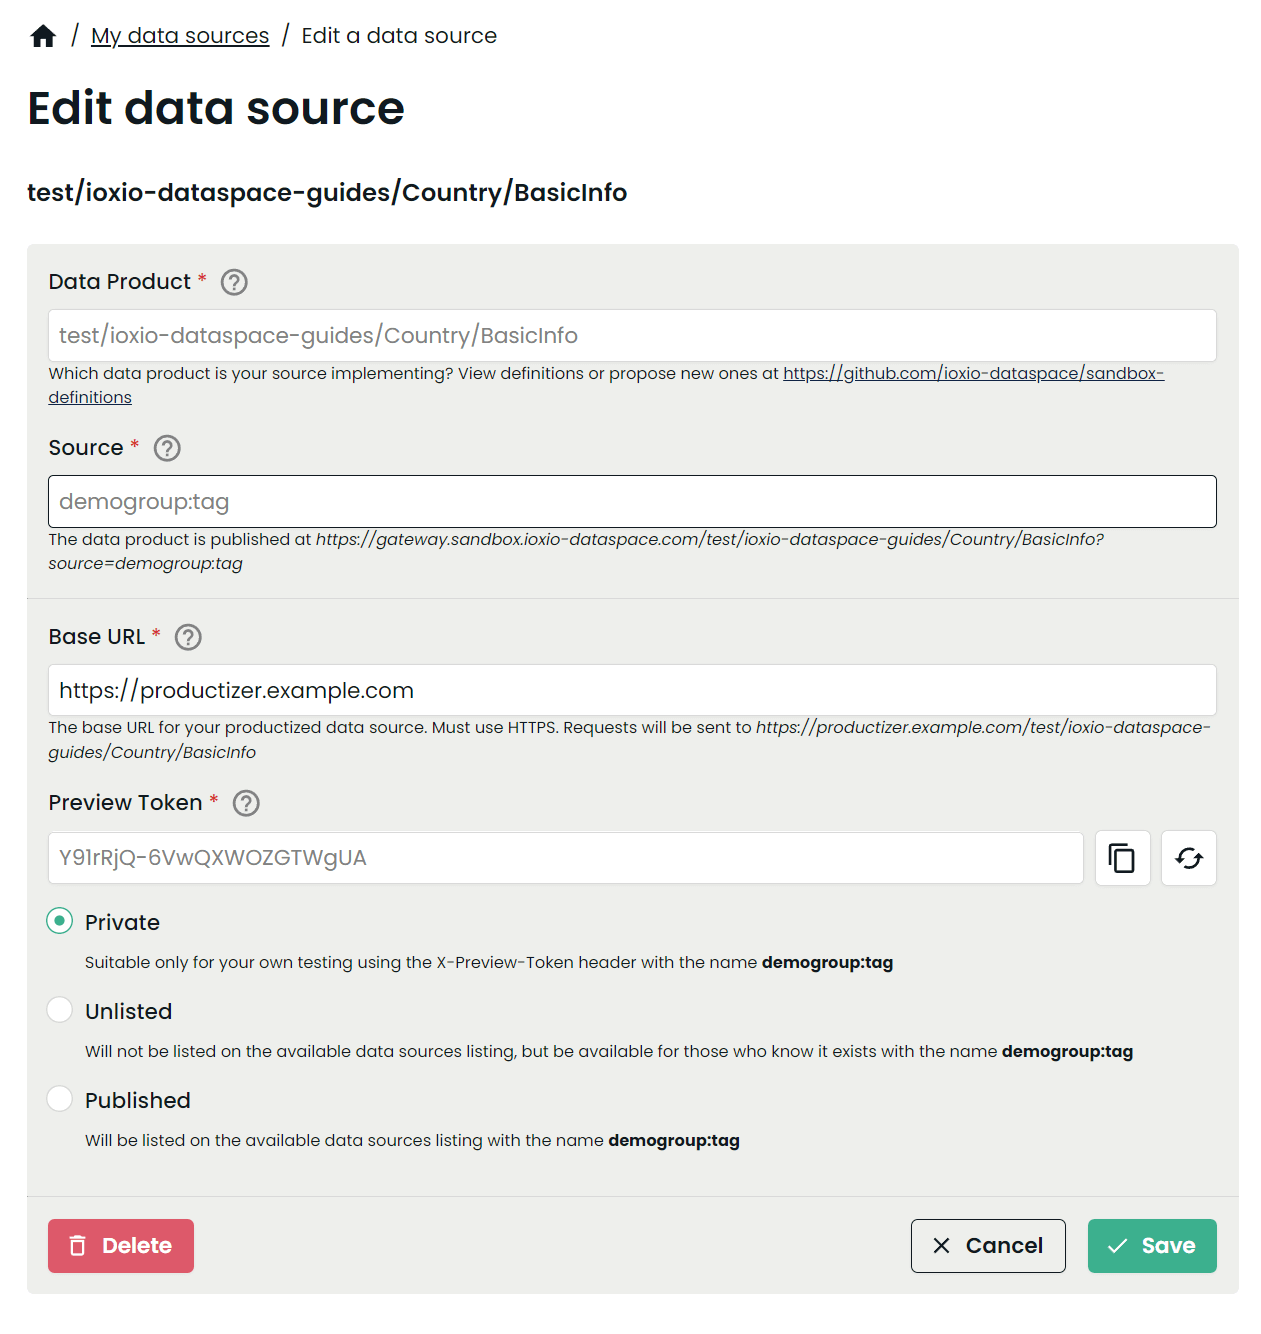 / My data sources / Edit a data source
Edit data source
test/ioxio-dataspace-guides/Country/BasicInfo
Data Product *
test/ioxio-dataspace-guides/Country/BasicInfo
Which data product is your source implementing? View definitions or propose new ones at https://github.com/ioxio-dataspace/sandbox-
definitions
Source *
demogroup:tag
The data product is published at https://gateway.sandbox.ioxio-dataspace.com/test/ioxio-dataspace-guides/Country/BasicInfo?
source=demogroup:tag
Base URL *
https://productizer.example.com
The base URL for your productized data source. Must use HTTPS. Requests will be sent to https://productizer.example.com/test/ioxio-dataspace-
guides/Country/BasicInfo
Preview Token *
Y91rRjQ-6VwQXWOZGTWgUA
Private
Suitable only for your own testing using the X-Preview-Token header with the name demogroup:tag
Unlisted
Will not be listed on the available data sources listing, but be available for those who know it exists with the name demogroup:tag
Published
Will be listed on the available data sources listing with the name demogroup:tag
Delete
Cancel
Save